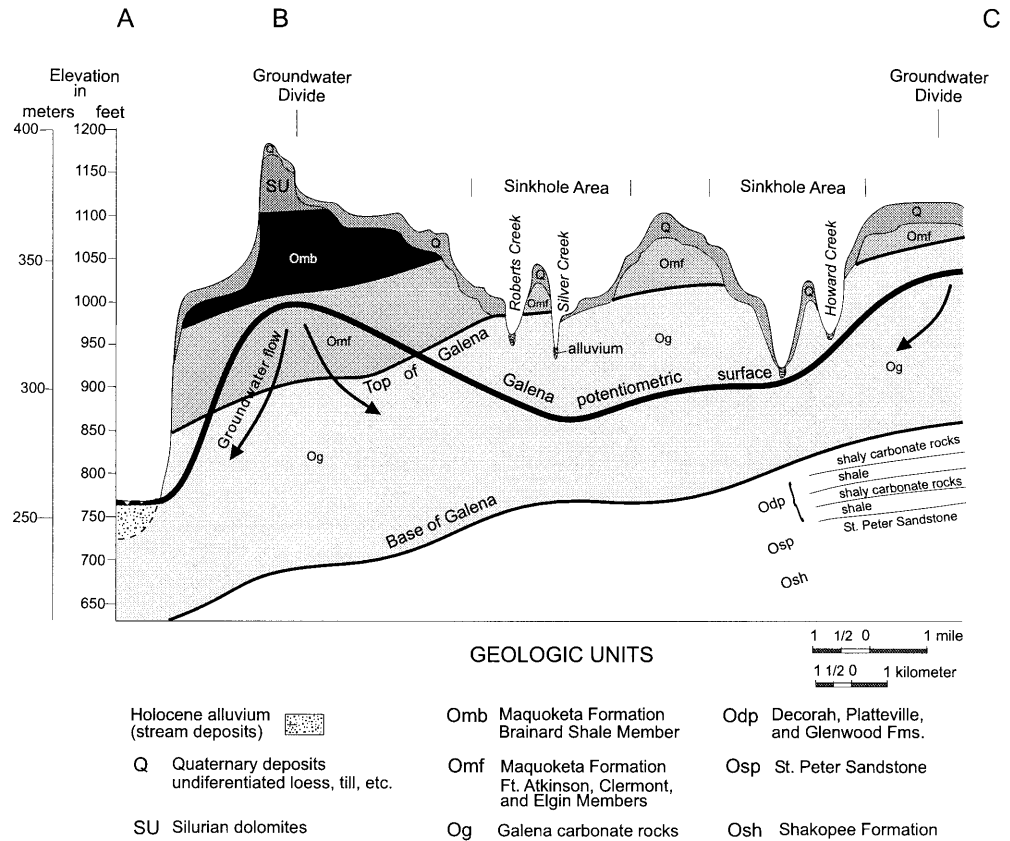 A B C
Groundwater
Divide
Groundwater
Divide
Elevation
in
meters feet
400
350
300
250
1200
1150
1100
1050
1000
950
900
850
800
750
700
650
Q
SU
Omb
Q
Omf
Sinkhole Area
Sinkhole Area
Roberts Creek
Q
Omf
Silver Creek
alluvium
Q
Omf
Og
Q
Howard Creek
Q
Omf
Top of Galena
Galena potentiometric surface
Groundwater flow
Og
Og
Base of Galena
shaly carbonate rocks
shale
shaly carbonate rocks
shale
St. Peter Sandstone
Odp
Osp
Osh
GEOLOGIC UNITS
1 1/2 0 1 mile
1 1/2 0 1 kilometer
Holocene alluvium
(stream deposits)
Q Quaternary deposits
undifferentiated loess, till, etc.
SU Silurian dolomites
Omb Maquoketa Formation
Brainard Shale Member
Omf Maquoketa Formation
Ft. Atkinson, Clermont,
and Elgin Members
Og Galena carbonate rocks
Odp Decorah, Platteville,
and Glenwood Fms.
Osp St. Peter Sandstone
Osh Shakopee Formation